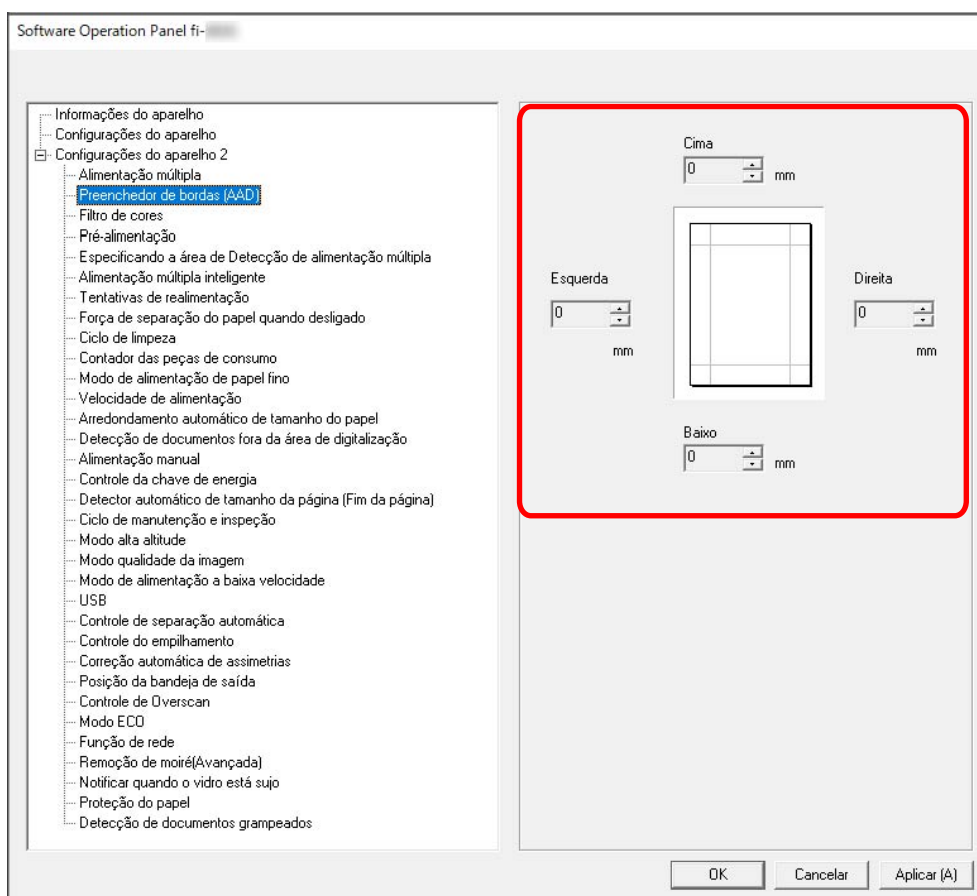 Software Operation Panel fi-
Informações do aparelho
Configurações do aparelho
Configurações do aparelho 2
Alimentação múltipla
Preenchedor de bordas (AAD)
Filtro de cores
Pré-alimentação
Especificando a área de Detecção de alimentação múltipla
Alimentação múltipla inteligente
Tentativas de realimentação
Força de separação do papel quando desligado
Ciclo de limpeza
Contador das peças de consumo
Modo de alimentação de papel fino
Velocidade de alimentação
Arredondamento automático de tamanho do papel
Detecção de documentos fora da área de digitalização
Alimentação manual
Controle da chave de energia
Detector automático de tamanho da página (Fim da página)
Ciclo de manutenção e inspeção
Modo alta altitude
Modo qualidade da imagem
Modo de alimentação a baixa velocidade
USB
Controle de separação automática
Controle do empilhamento
Correção automática de assimetrias
Posição da bandeja de saída
Controle de Overscan
Modo ECO
Função de rede
Remoção de moiré(Avançada)
Notificar quando o vidro está sujo
Proteção do papel
Detecção de documentos grampeados
Cima
0 mm
Esquerda
0
mm
Direita
0
mm
Baixo
0 mm
OK Cancelar Aplicar (A)